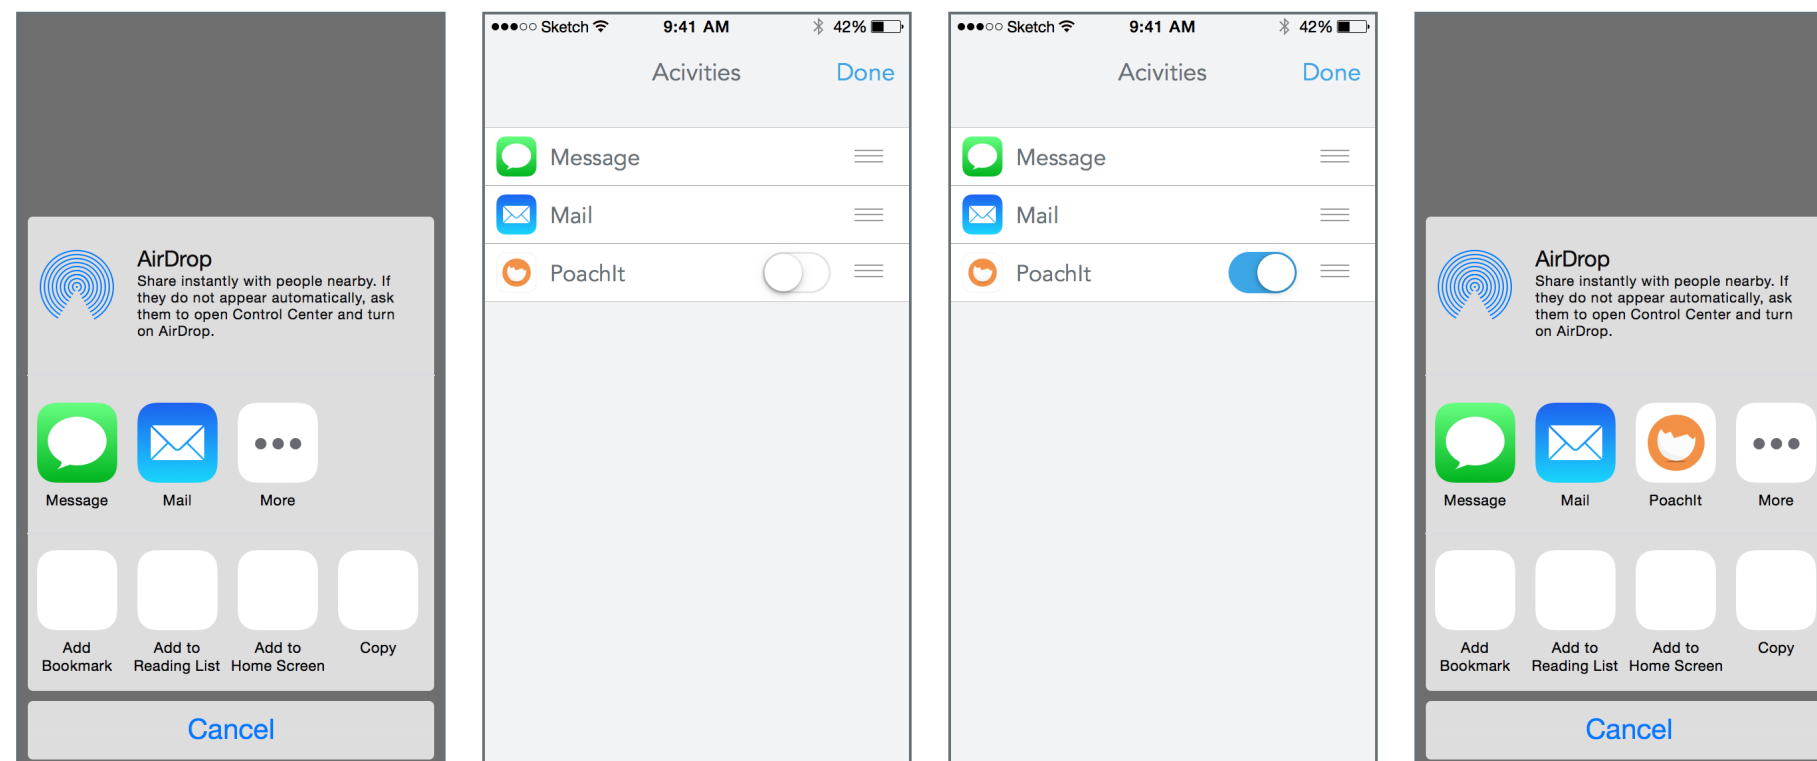 AirDrop
Share instantly with people nearby. If
they do not appear automatically, ask
them to open Control Center and turn
on AirDrop.
Message
Mail
More
Add
Bookmark
Add to
Reading List
Add to
Home Screen
Copy
Cancel
Sketch
9:41 AM
42%
Acivities
Done
Message
Mail
PoachIt
Sketch
9:41 AM
42%
Acivities
Done
Message
Mail
PoachIt
AirDrop
Share instantly with people nearby. If
they do not appear automatically, ask
them to open Control Center and turn
on AirDrop.
Message
Mail
PoachIt
More
Add
Bookmark
Add to
Reading List
Add to
Home Screen
Copy
Cancel